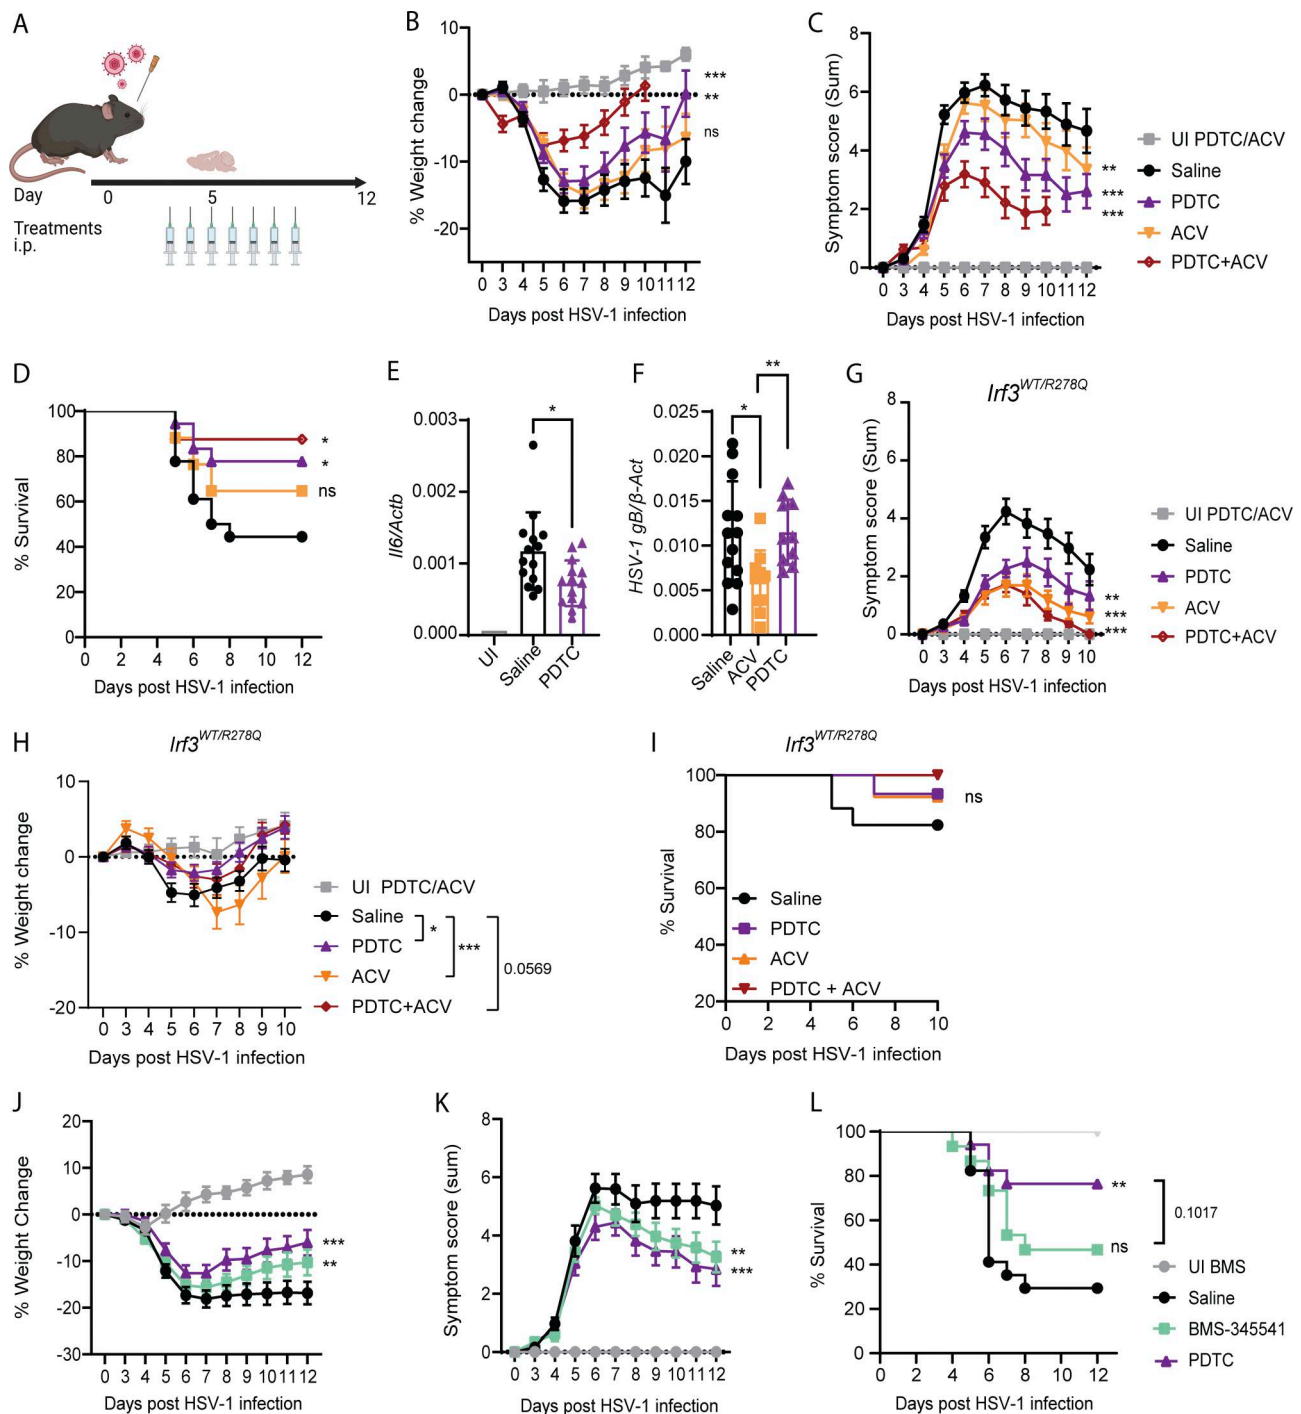 A
Day
0
5
12
Treatments
i.p.
B
10
0
-10
-20
% Weight change
0 3 4 5 6 7 8 9 10 11 12
Days post HSV-1 infection
***
**
ns
C
8
6
4
2
0
Symptom score (Sum)
0 3 4 5 6 7 8 9 10 11 12
Days post HSV-1 infection
**
***
***
UI PDTC/ACV
Saline
PDTC
ACV
PDTC+ACV
D
100
80
60
40
20
0
% Survival
0 2 4 6 8 10 12
Days post HSV-1 infection
*
*
ns
E
0.003
0.002
0.001
0.000
Il6/Actb
*
UI
Saline
PDTC
F
0.025
0.020
0.015
0.010
0.005
0.000
HSV-1 gB/β-Act
*
**
Saline
ACV
PDTC
G
Irf3WT/R278Q
8
6
4
2
0
Symptom score (Sum)
0 3 4 5 6 7 8 9 10
Days post HSV-1 infection
**
***
***
UI PDTC/ACV
Saline
PDTC
ACV
PDTC+ACV
H
Irf3WT/R278Q
10
0
-10
-20
% Weight change
0 3 4 5 6 7 8 9 10
Days post HSV-1 infection
UI PDTC/ACV
Saline
PDTC
ACV
PDTC+ACV
*
***
0.0569
I
Irf3WT/R278Q
100
80
60
40
20
% Survival
0 2 4 6 8 10
Days post HSV-1 infection
ns
Saline
PDTC
ACV
PDTC + ACV
J
20
10
0
-10
-20
-30
% Weight Change
0 3 4 5 6 7 8 9 10 11 12
Days post HSV-1 infection
***
**
K
8
6
4
2
0
Symptom score (sum)
0 3 4 5 6 7 8 9 10 11 12
Days post HSV-1 infection
**
***
L
100
80
60
40
20
0
% Survival
0 2 4 6 8 10 12
Days post HSV-1 infection
**
0.1017
ns
UI BMS
Saline
BMS-345541
PDTC